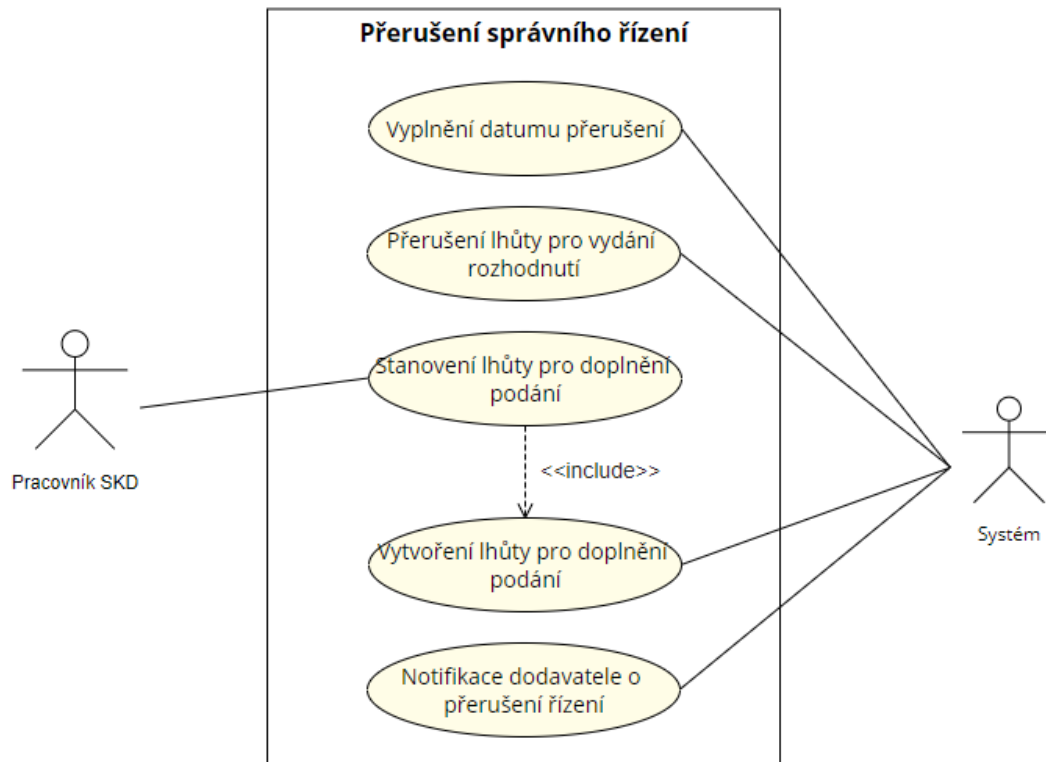 Přerušení správního řízení
Vyplnění datumu přerušení
Přerušení lhůty pro vydání
rozhodnutí
Stanovení lhůty pro doplnění
podání
<<include>>
Pracovník SKD
Vytvoření lhůty pro doplnění
podání
Systém
Notifikace dodavatele o
přerušení řízení